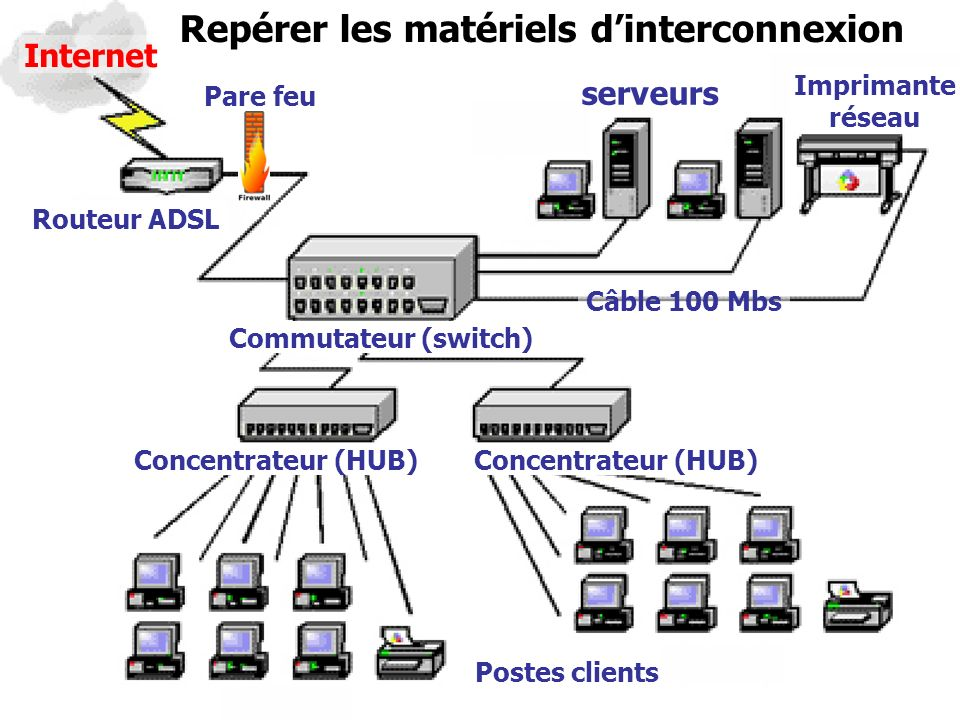 Repérer les matériels d’interconnexion
Internet
Pare feu
serveurs
Imprimante
réseau
Firewall
Routeur ADSL
Câble 100 Mbs
Commutateur (switch)
Concentrateur (HUB)
Concentrateur (HUB)
Postes clients